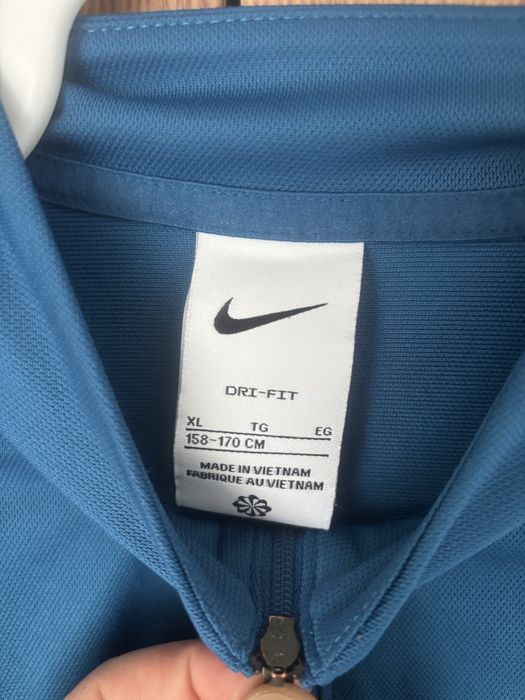 DRI-FIT
XL TG EG
158-170 CM
MADE IN VIETNAM
FABRIQUE AU VIETNAM